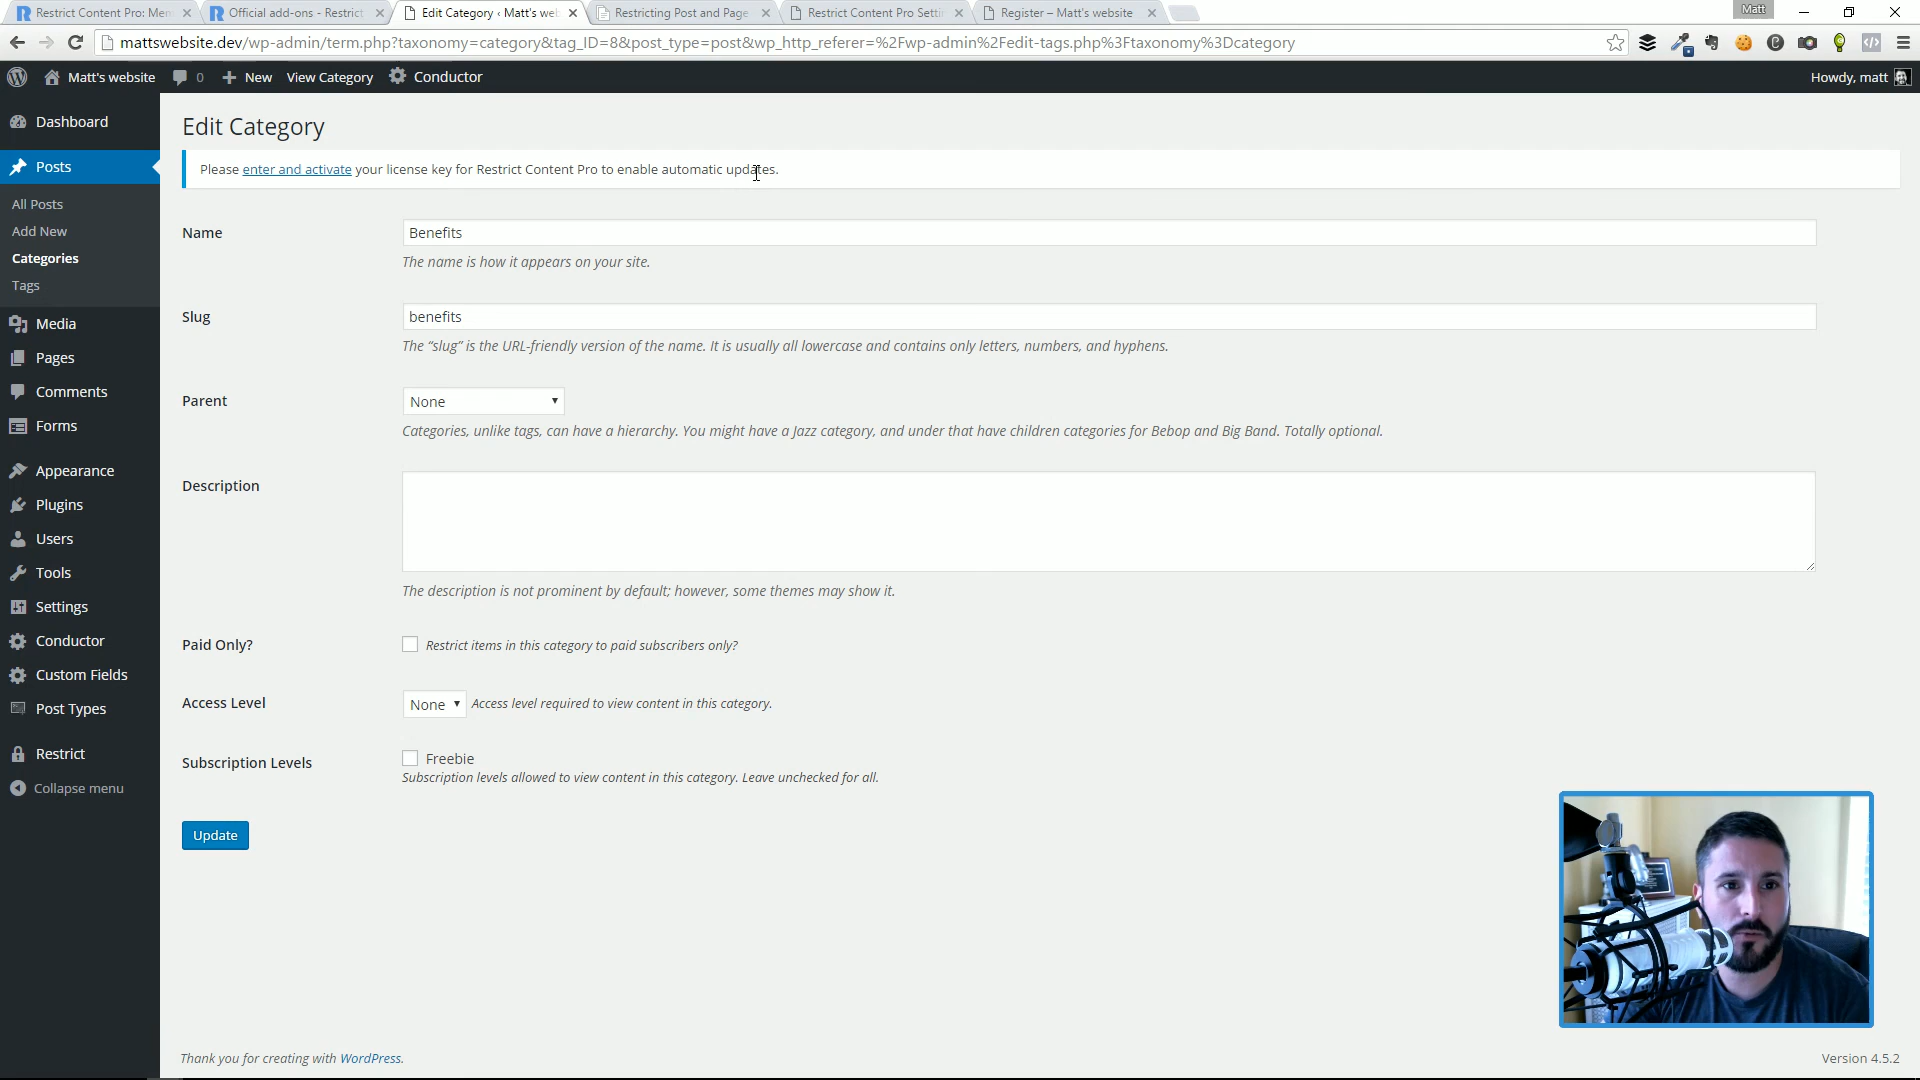 Restrict Content Pro: Mem
Official add-ons - Restrict
Edit Category ‹ Matt's web
Restricting Post and Page
Restrict Content Pro Setti
Register – Matt's website
Matt
mattswebsite.dev/wp-admin/term.php?taxonomy=category&tag_ID=8&post_type=post&wp_http_referer=%2Fwp-admin%2Fedit-tags.php%3Ftaxonomy%3Dcategory
Matt's website
0
New
View Category
Conductor
Howdy, matt
Dashboard
Posts
All Posts
Add New
Categories
Tags
Media
Pages
Comments
Forms
Appearance
Plugins
Users
Tools
Settings
Conductor
Custom Fields
Post Types
Restrict
Collapse menu
Edit Category
Please enter and activate your license key for Restrict Content Pro to enable automatic updates.
Name
Benefits
The name is how it appears on your site.
Slug
benefits
The “slug” is the URL-friendly version of the name. It is usually all lowercase and contains only letters, numbers, and hyphens.
Parent
None
Categories, unlike tags, can have a hierarchy. You might have a Jazz category, and under that have children categories for Bebop and Big Band. Totally optional.
Description
The description is not prominent by default; however, some themes may show it.
Paid Only?
Restrict items in this category to paid subscribers only?
Access Level
None
Access level required to view content in this category.
Subscription Levels
Freebie
Subscription levels allowed to view content in this category. Leave unchecked for all.
Update
Thank you for creating with WordPress.
Version 4.5.2